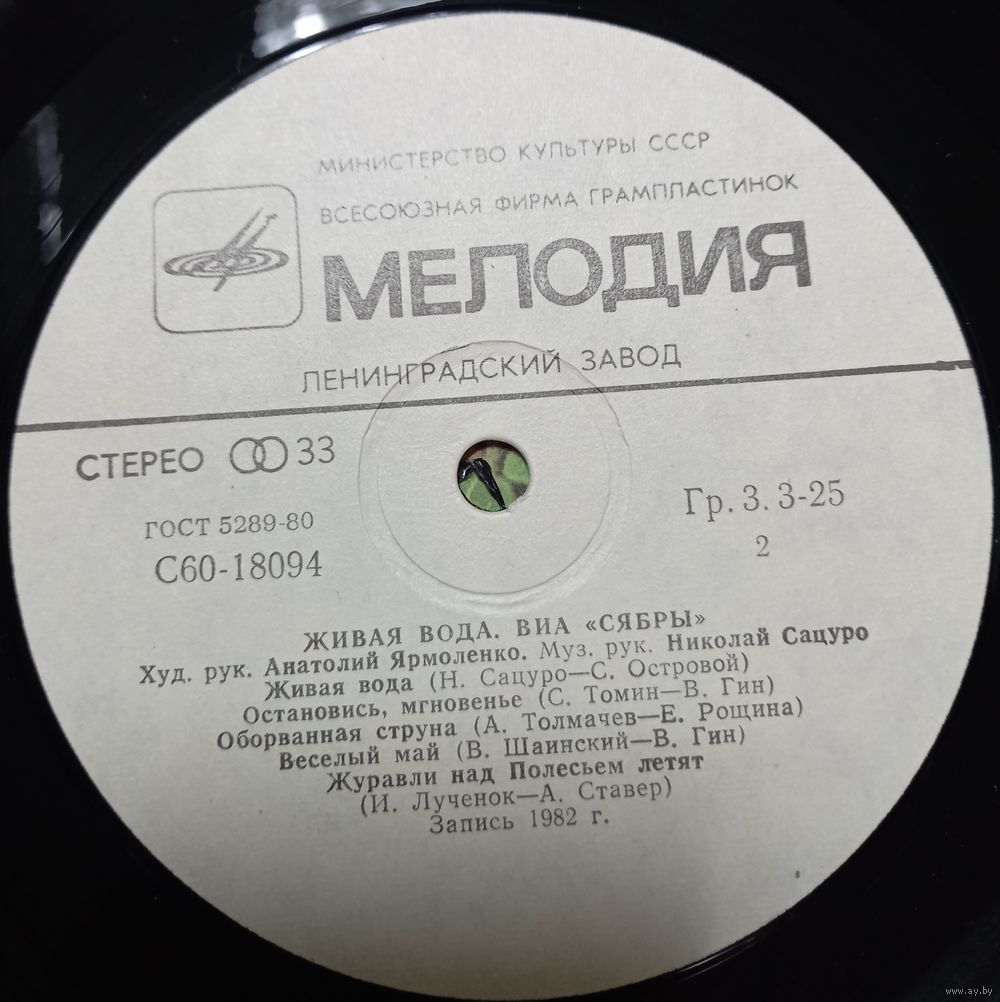 МИНИСТЕРСТВО КУЛЬТУРЫ СССР
ВСЕСОЮЗНАЯ ФИРМА ГРАМПЛАСТИНОК
МЕЛОДИЯ
ЛЕНИНГРАДСКИЙ ЗАВОД
СТЕРЕО 33
ГОСТ 5289-80
С60-18094
Гр. 3. 3-25
2
ЖИВАЯ ВОДА. ВИА «СЯБРЫ»
Худ. рук. Анатолий Ярмоленко. Муз. рук. Николай Сацуро
Живая вода (Н. Сацуро—С. Островой)
Остановись, мгновенье (С. Томин—В. Гин)
Оборванная струна (А. Толмачев—Е. Рощина)
Веселый май (В. Шаинский—В. Гин)
Журавли над Полесьем летят
(И. Лученок—А. Ставер)
Запись 1982 г.
www.ay.by